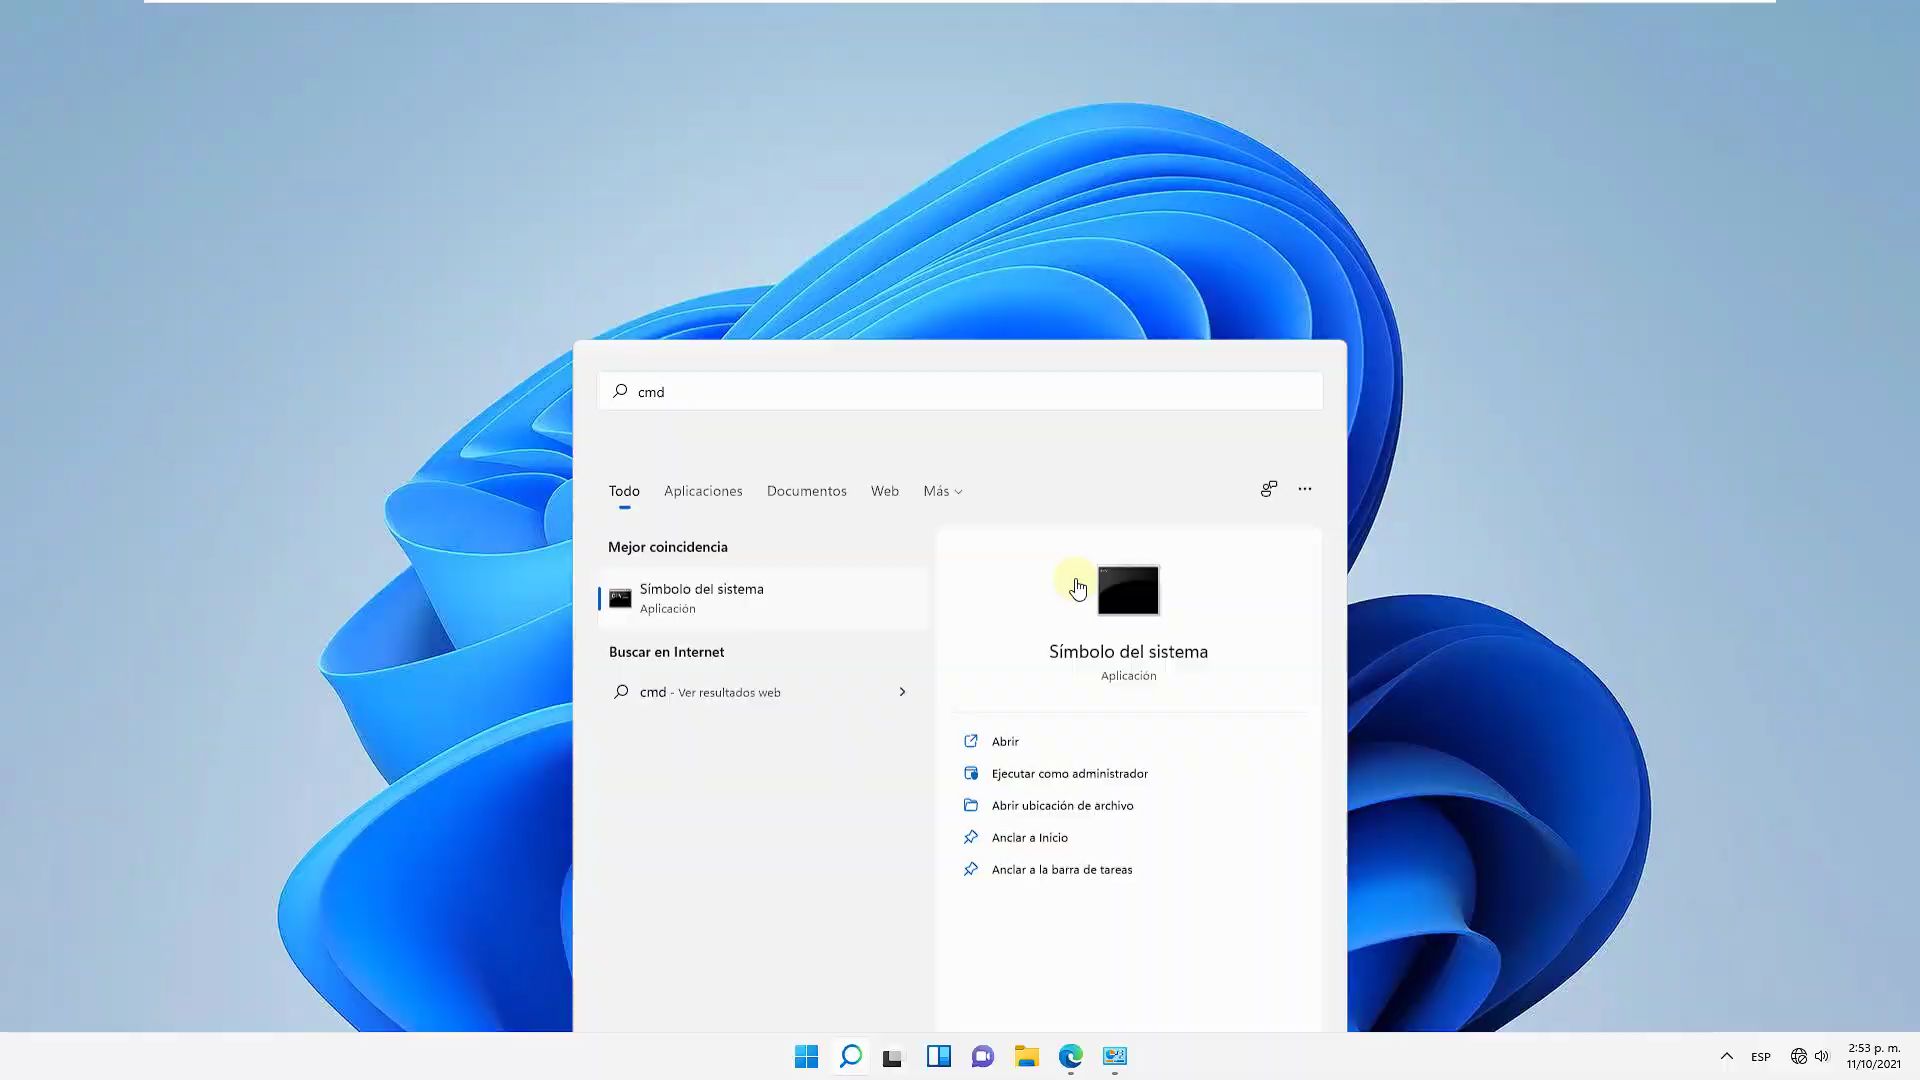 cmd
Todo
Aplicaciones
Documentos
Web
Más
Mejor coincidencia
Símbolo del sistema
Aplicación
Buscar en Internet
cmd - Ver resultados web
Símbolo del sistema
Aplicación
Abrir
Ejecutar como administrador
Abrir ubicación de archivo
Anclar a Inicio
Anclar a la barra de tareas
ESP
2:53 p. m.
11/10/2021